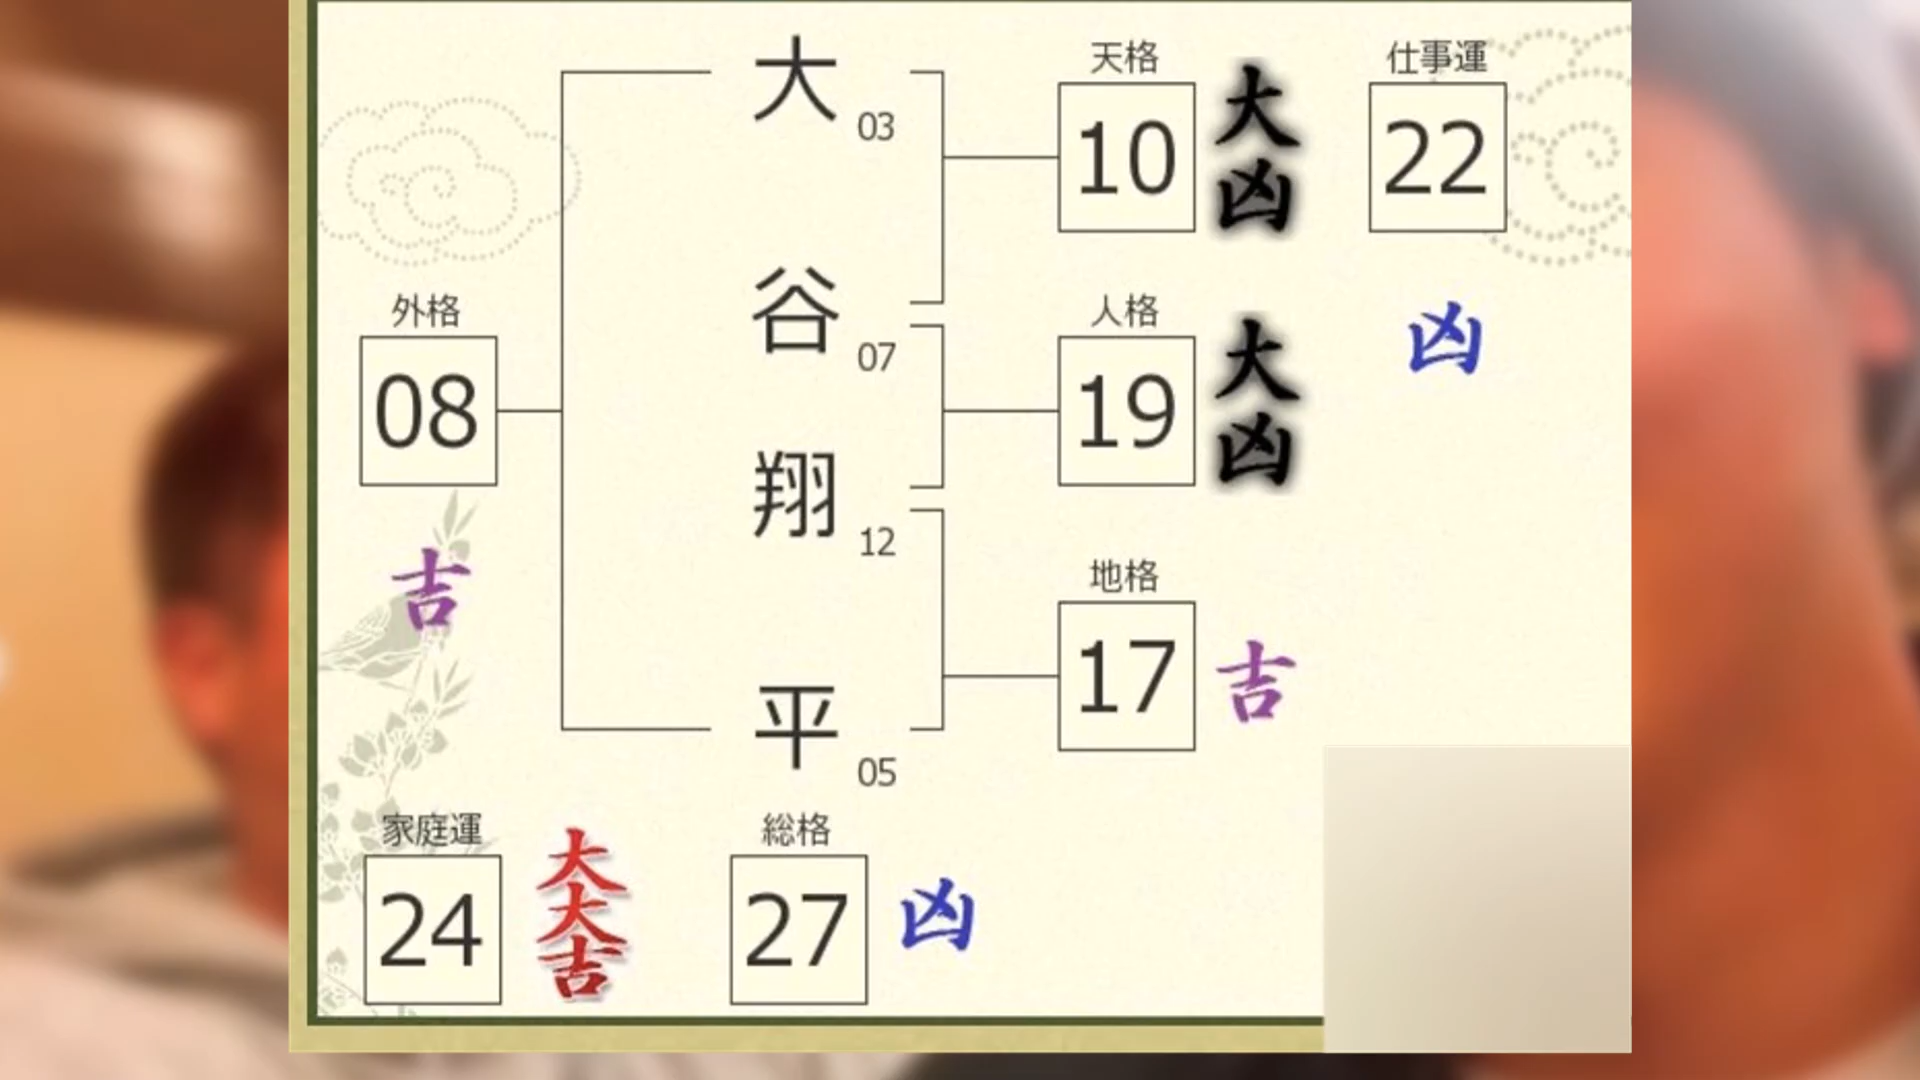 大 03
谷 07
翔 12
平 05
天格
10
大凶
仕事運
22
凶
外格
08
吉
人格
19
大凶
地格
17
吉
家庭運
24
大大吉
総格
27
凶